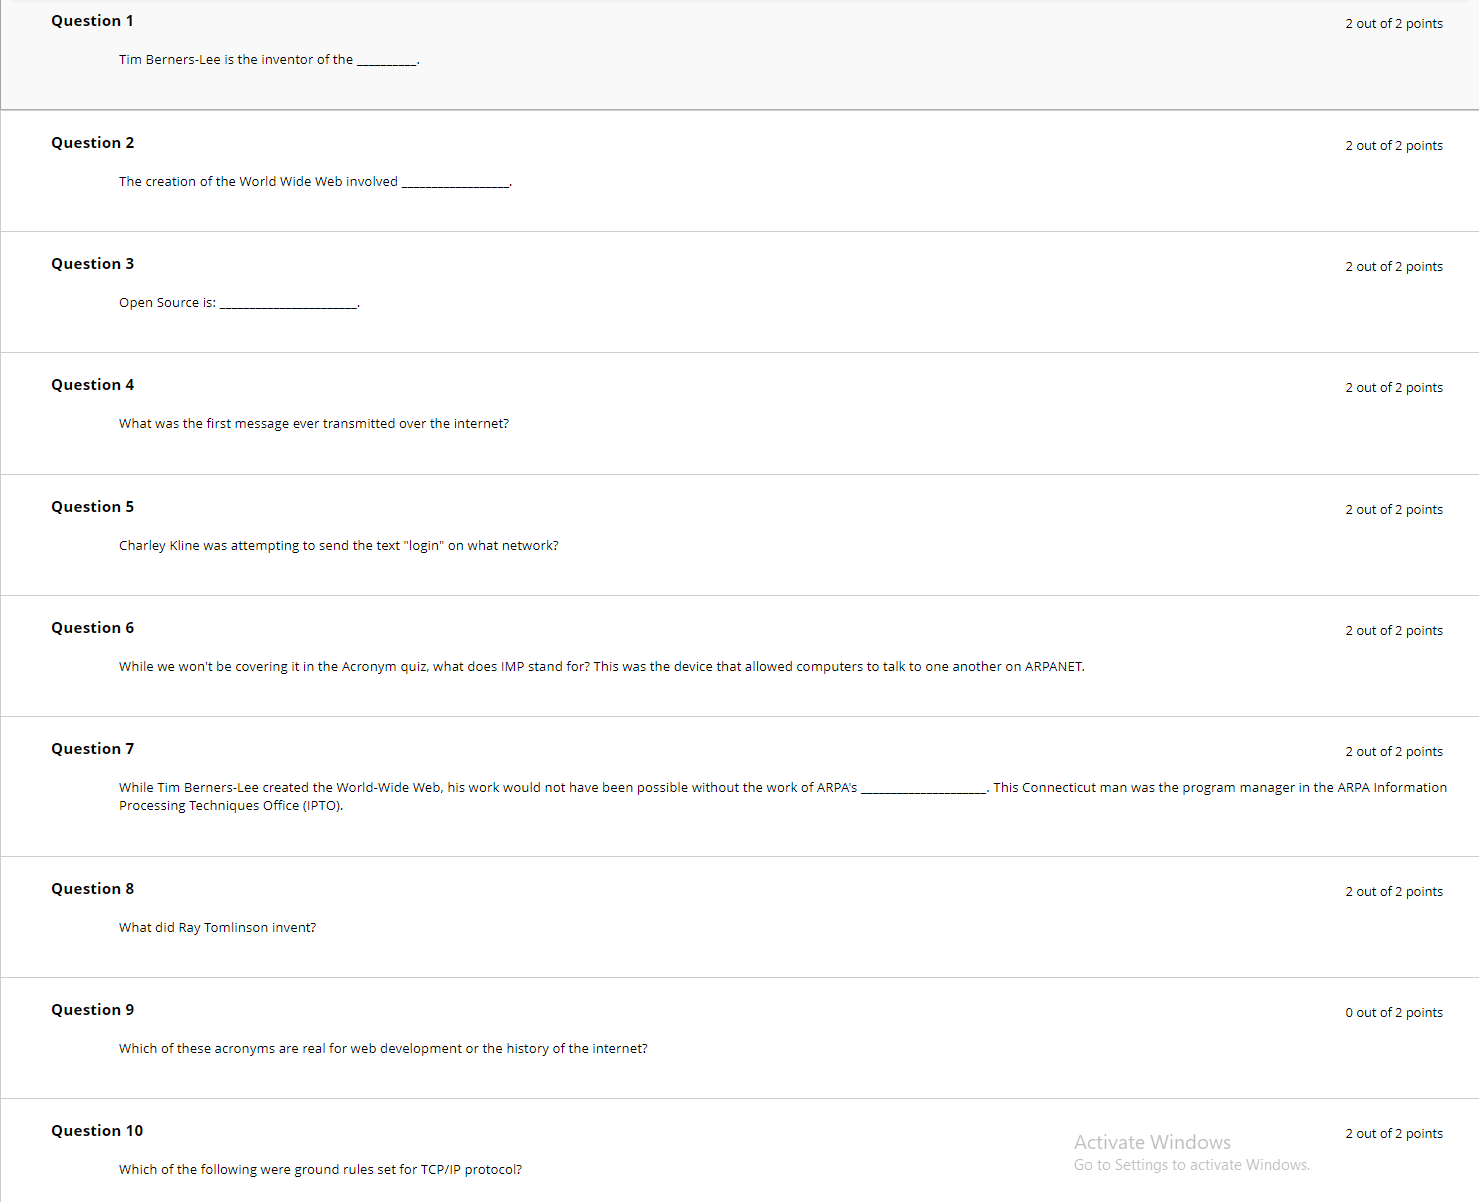 Question 1
2 out of 2 points
Tim Berners-Lee is the inventor of the __________.
Question 2
2 out of 2 points
The creation of the World Wide Web involved __________________.
Question 3
2 out of 2 points
Open Source is: _______________________.
Question 4
2 out of 2 points
What was the first message ever transmitted over the internet?
Question 5
2 out of 2 points
Charley Kline was attempting to send the text "login" on what network?
Question 6
2 out of 2 points
While we won't be covering it in the Acronym quiz, what does IMP stand for? This was the device that allowed computers to talk to one another on ARPANET.
Question 7
2 out of 2 points
While Tim Berners-Lee created the World-Wide Web, his work would not have been possible without the work of ARPA's _____________________. This Connecticut man was the program manager in the ARPA Information
Processing Techniques Office (IPTO).
Question 8
2 out of 2 points
What did Ray Tomlinson invent?
Question 9
0 out of 2 points
Which of these acronyms are real for web development or the history of the internet?
Question 10
2 out of 2 points
Which of the following were ground rules set for TCP/IP protocol?
Activate Windows
Go to Settings to activate Windows.